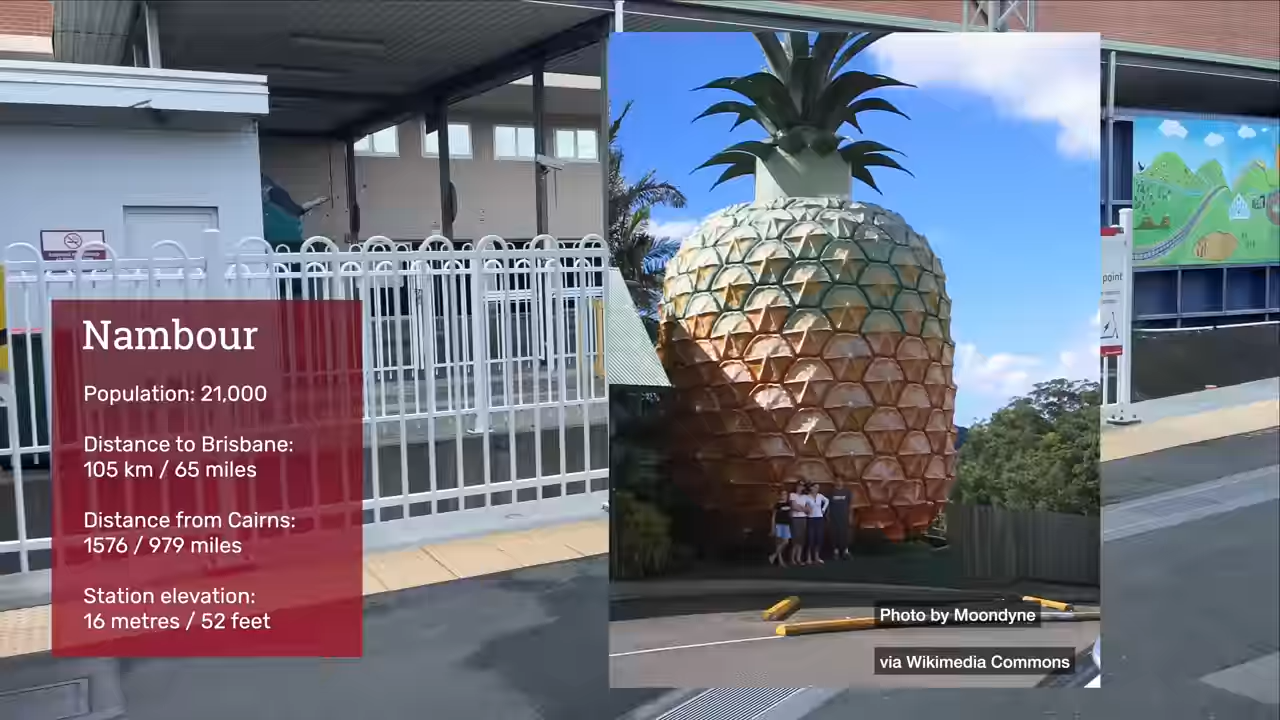 Nambour
Population: 21,000
Distance to Brisbane:
105 km / 65 miles
Distance from Cairns:
1576 / 979 miles
Station elevation:
16 metres / 52 feet
Photo by Moondyne
via Wikimedia Commons
point